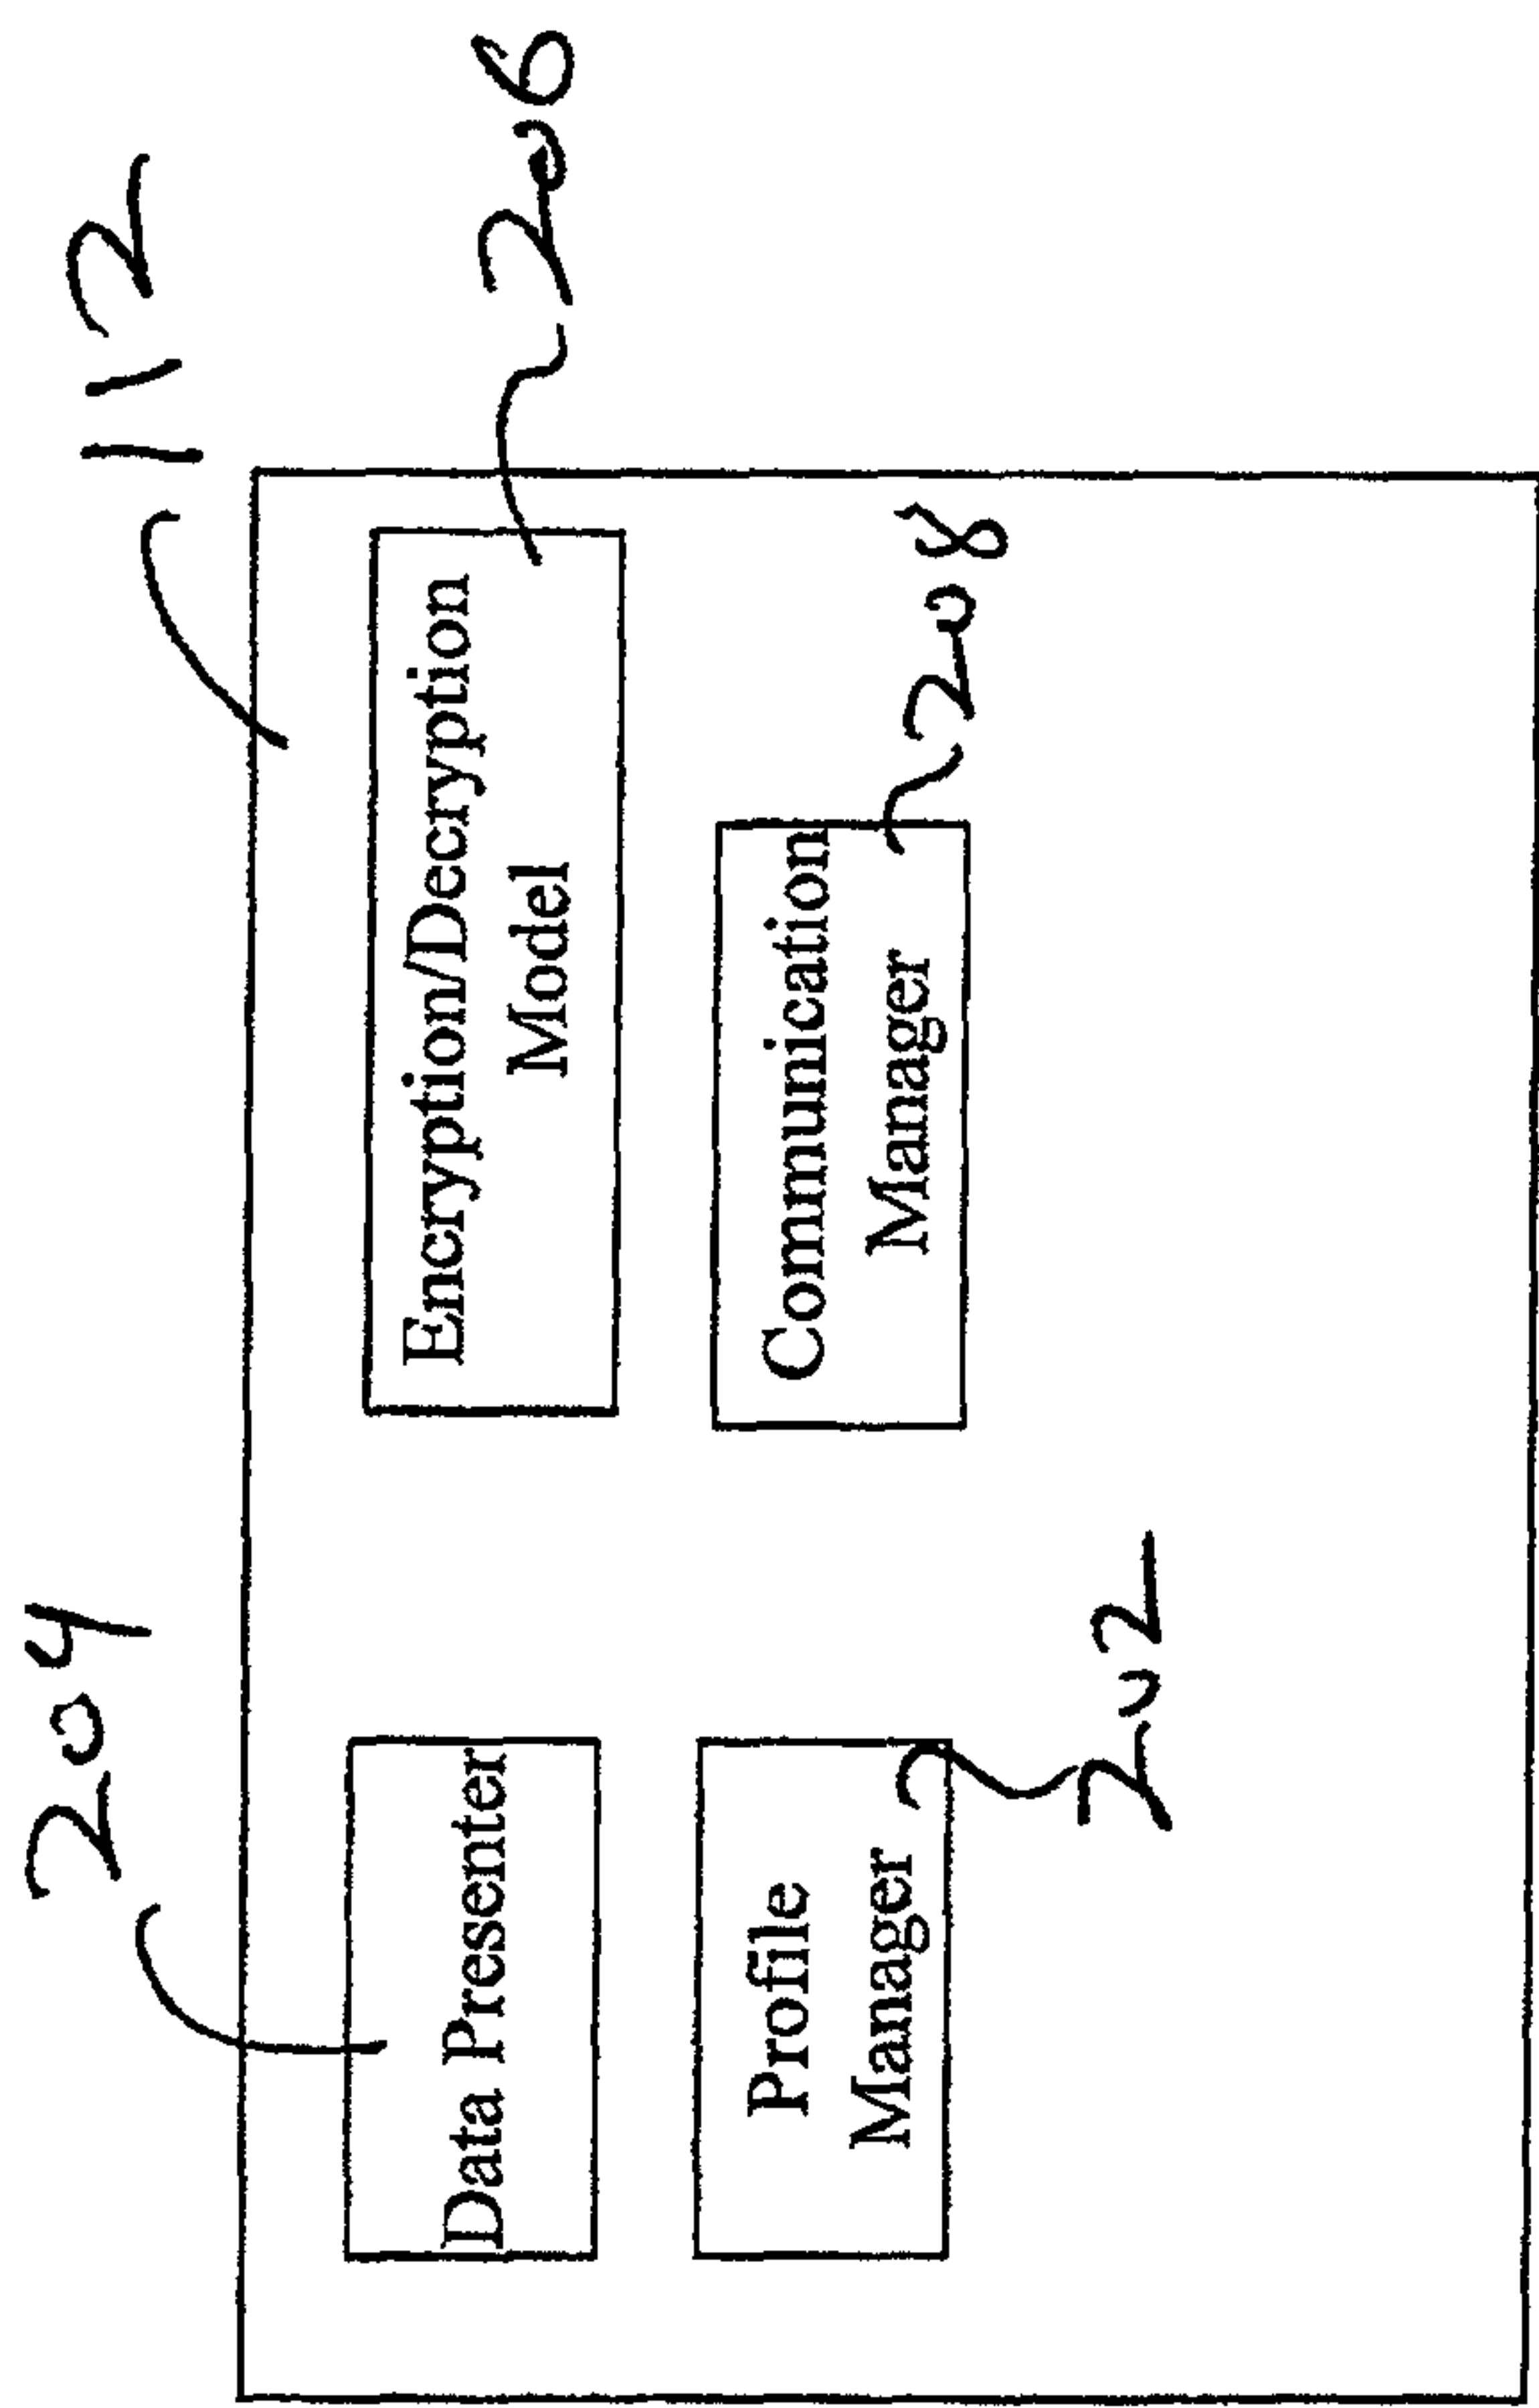 204
112
Data Presenter
Encryption/Decryption
Model
206
Profile
Manager
202
Communication
Manager
208